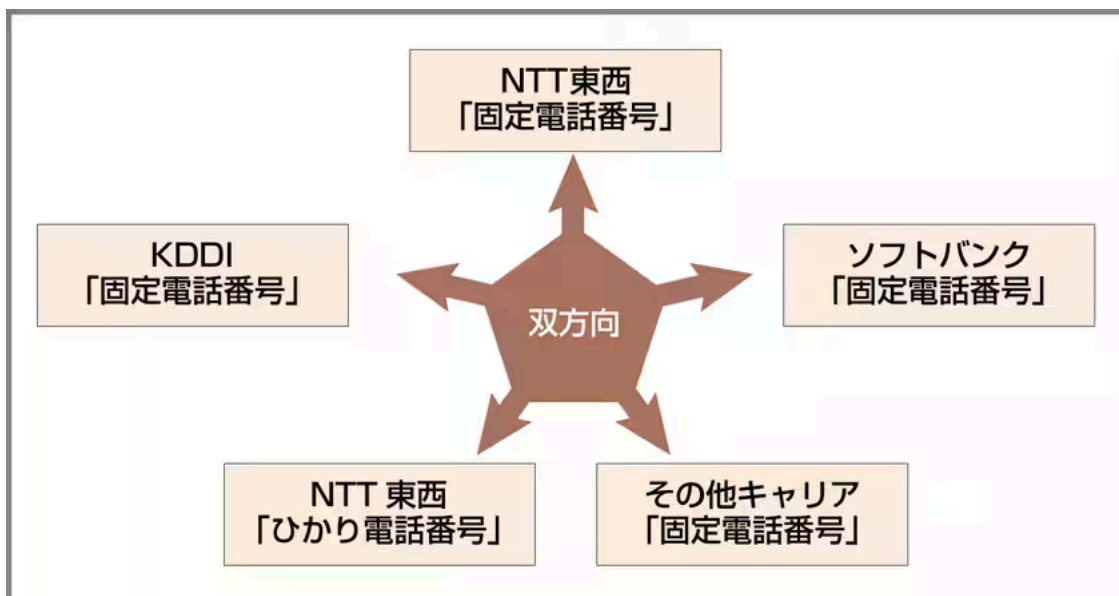 NTT東西
「固定電話番号」
KDDI
「固定電話番号」
ソフトバンク
「固定電話番号」
双方向
NTT 東西
「ひかり電話番号」
その他キャリア
「固定電話番号」